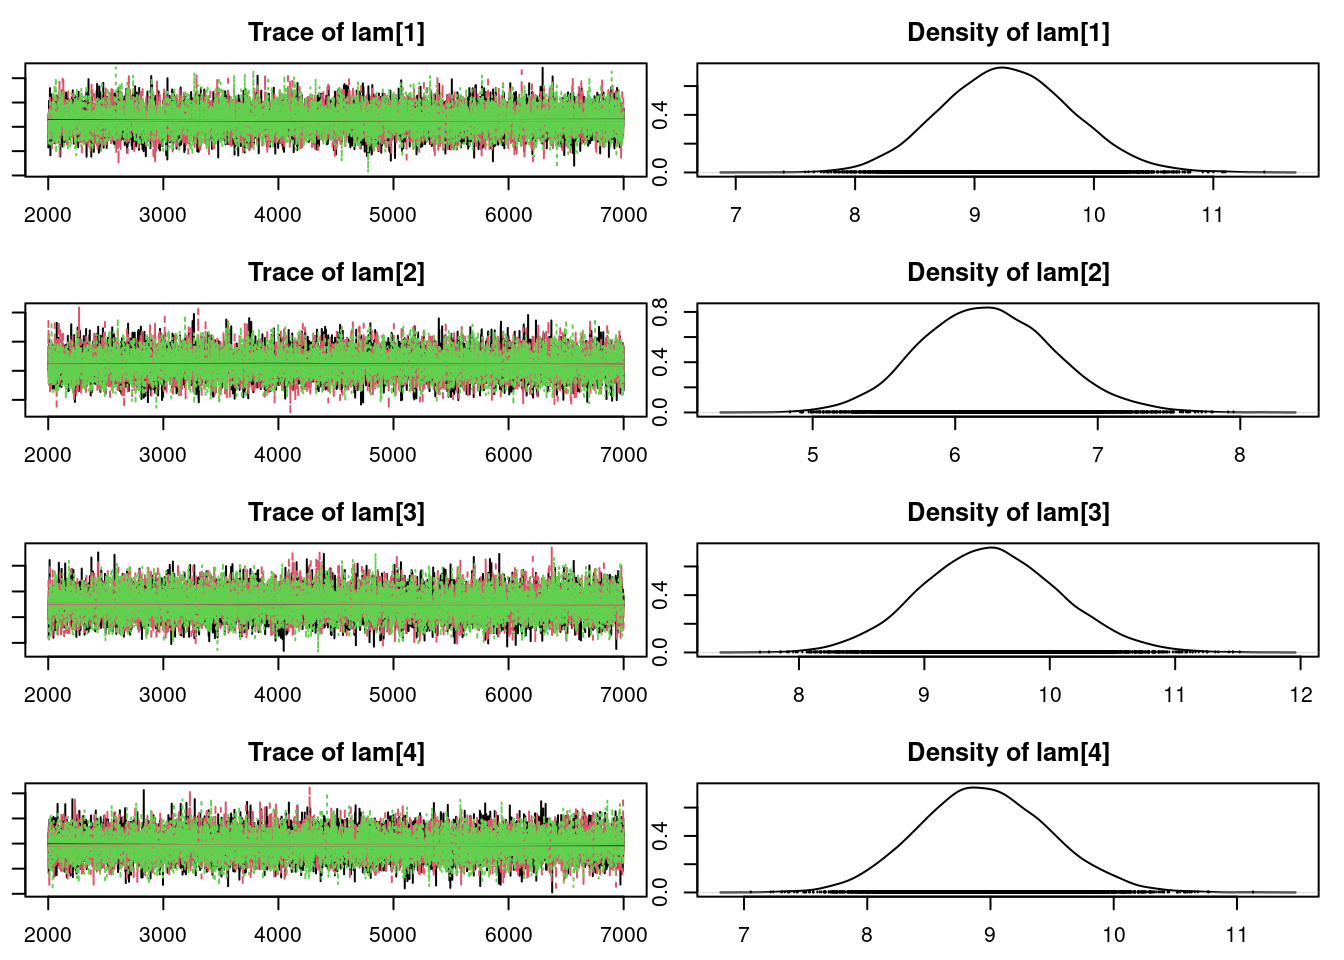 Trace of lam[1]
2000 3000 4000 5000 6000 7000
Density of lam[1]
0.0 0.4
7 8 9 10 11
Trace of lam[2]
2000 3000 4000 5000 6000 7000
Density of lam[2]
0.0 0.4 0.8
5 6 7 8
Trace of lam[3]
2000 3000 4000 5000 6000 7000
Density of lam[3]
0.0 0.4
8 9 10 11 12
Trace of lam[4]
2000 3000 4000 5000 6000 7000
Density of lam[4]
0.0 0.4
7 8 9 10 11